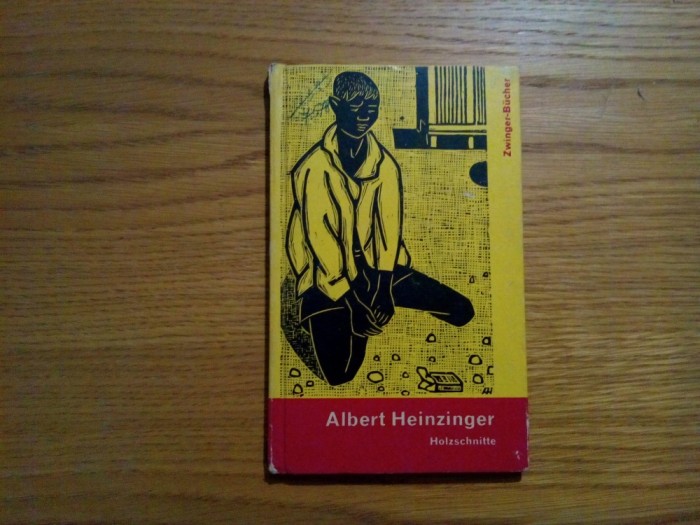 Zwinger-Bücher
Albert Heinzinger
Holzschnitte